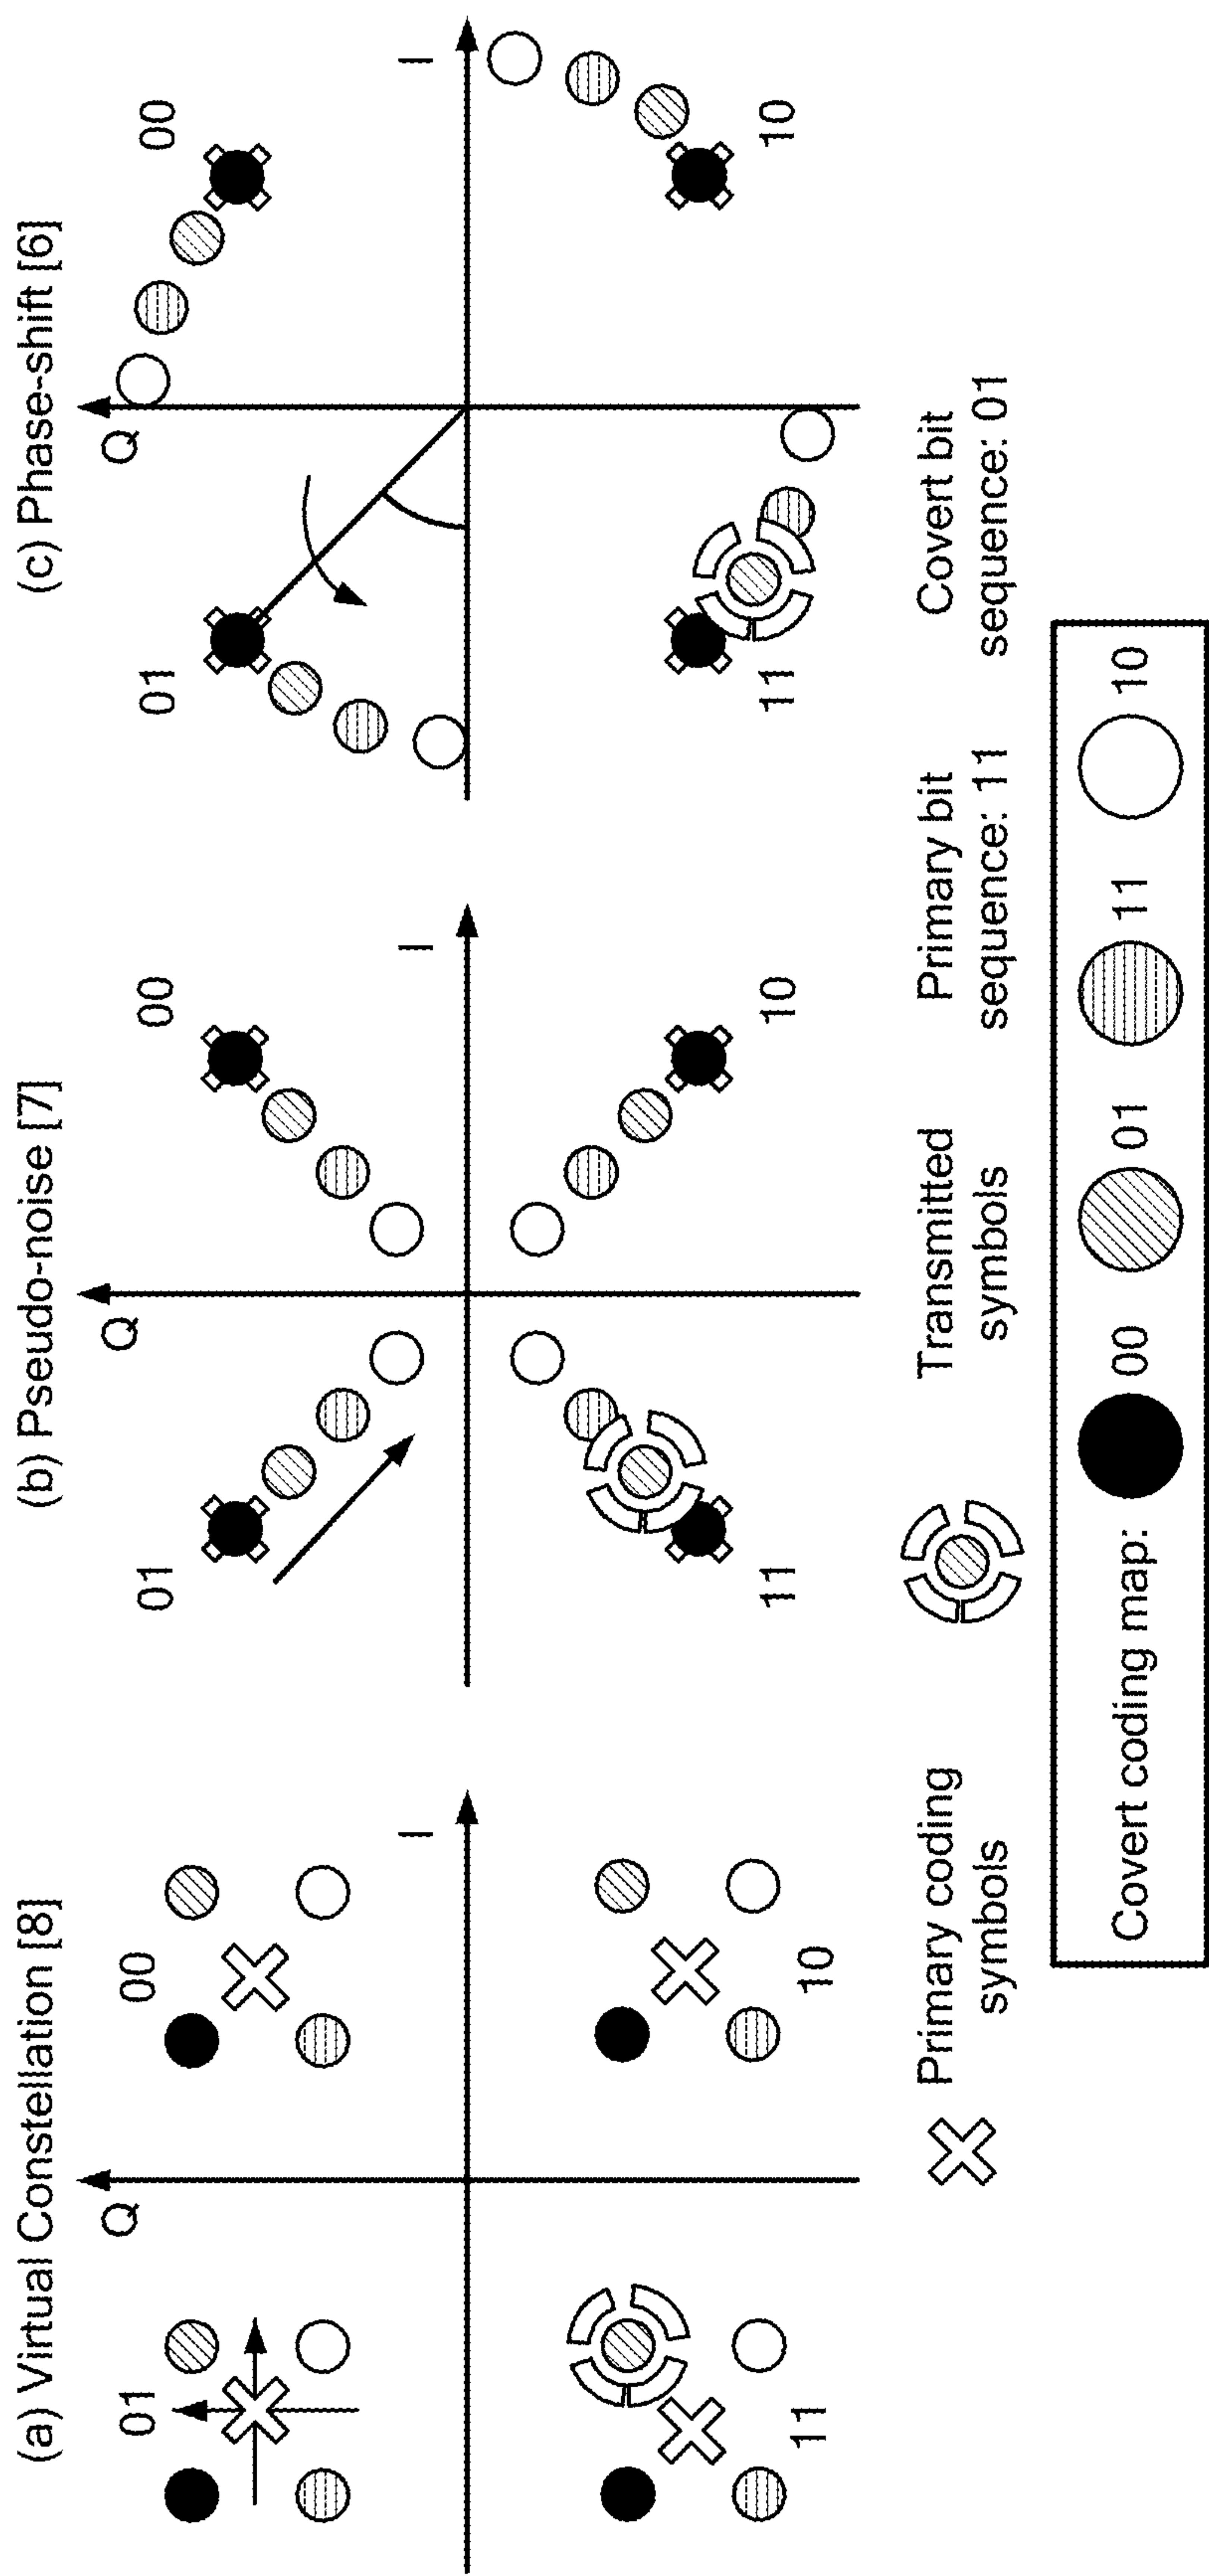 (a) Virtual Constellation [8]
Q
I
01
00
11
10
(b) Pseudo-noise [7]
Q
I
01
00
11
10
(c) Phase-shift [6]
Q
I
01
00
11
10
Primary coding
symbols
Transmitted
symbols
Primary bit
sequence: 11
Covert bit
sequence: 01
Covert coding map: 00 01 11 10